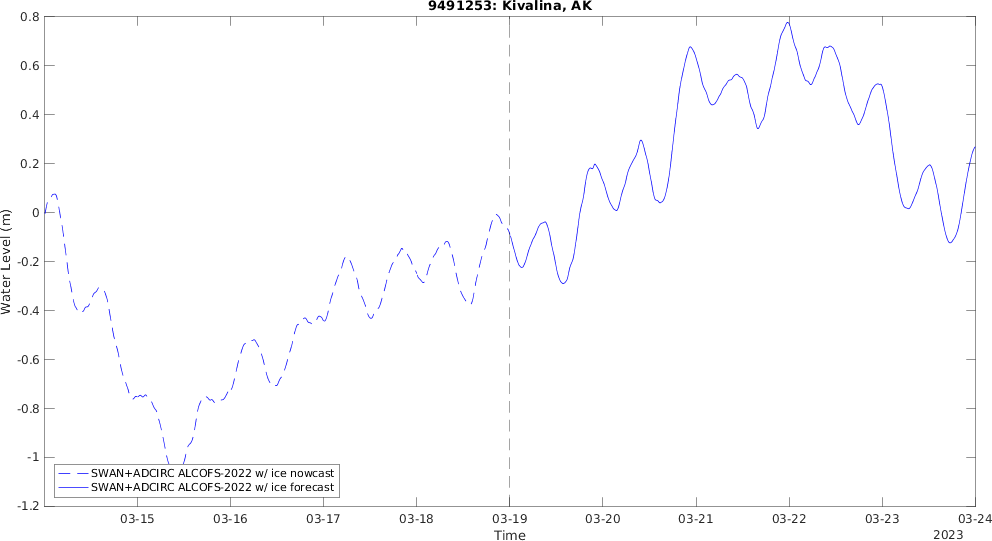 9491253: Kivalina, AK
0.8
0.6
0.4
0.2
0
-0.2
-0.4
-0.6
-0.8
-1
-1.2
Water Level (m)
SWAN+ADCIRC ALCOFS-2022 w/ ice nowcast
SWAN+ADCIRC ALCOFS-2022 w/ ice forecast
03-15 03-16 03-17 03-18 03-19 03-20 03-21 03-22 03-23 03-24
Time
2023